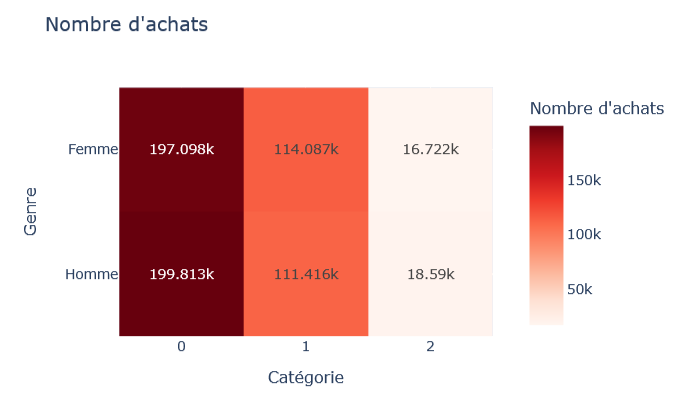 Nombre d'achats
Nombre d'achats
Femme 197.098k 114.087k 16.722k
150k
100k
50k
Genre
Homme 199.813k 111.416k 18.59k
0 1 2
Catégorie